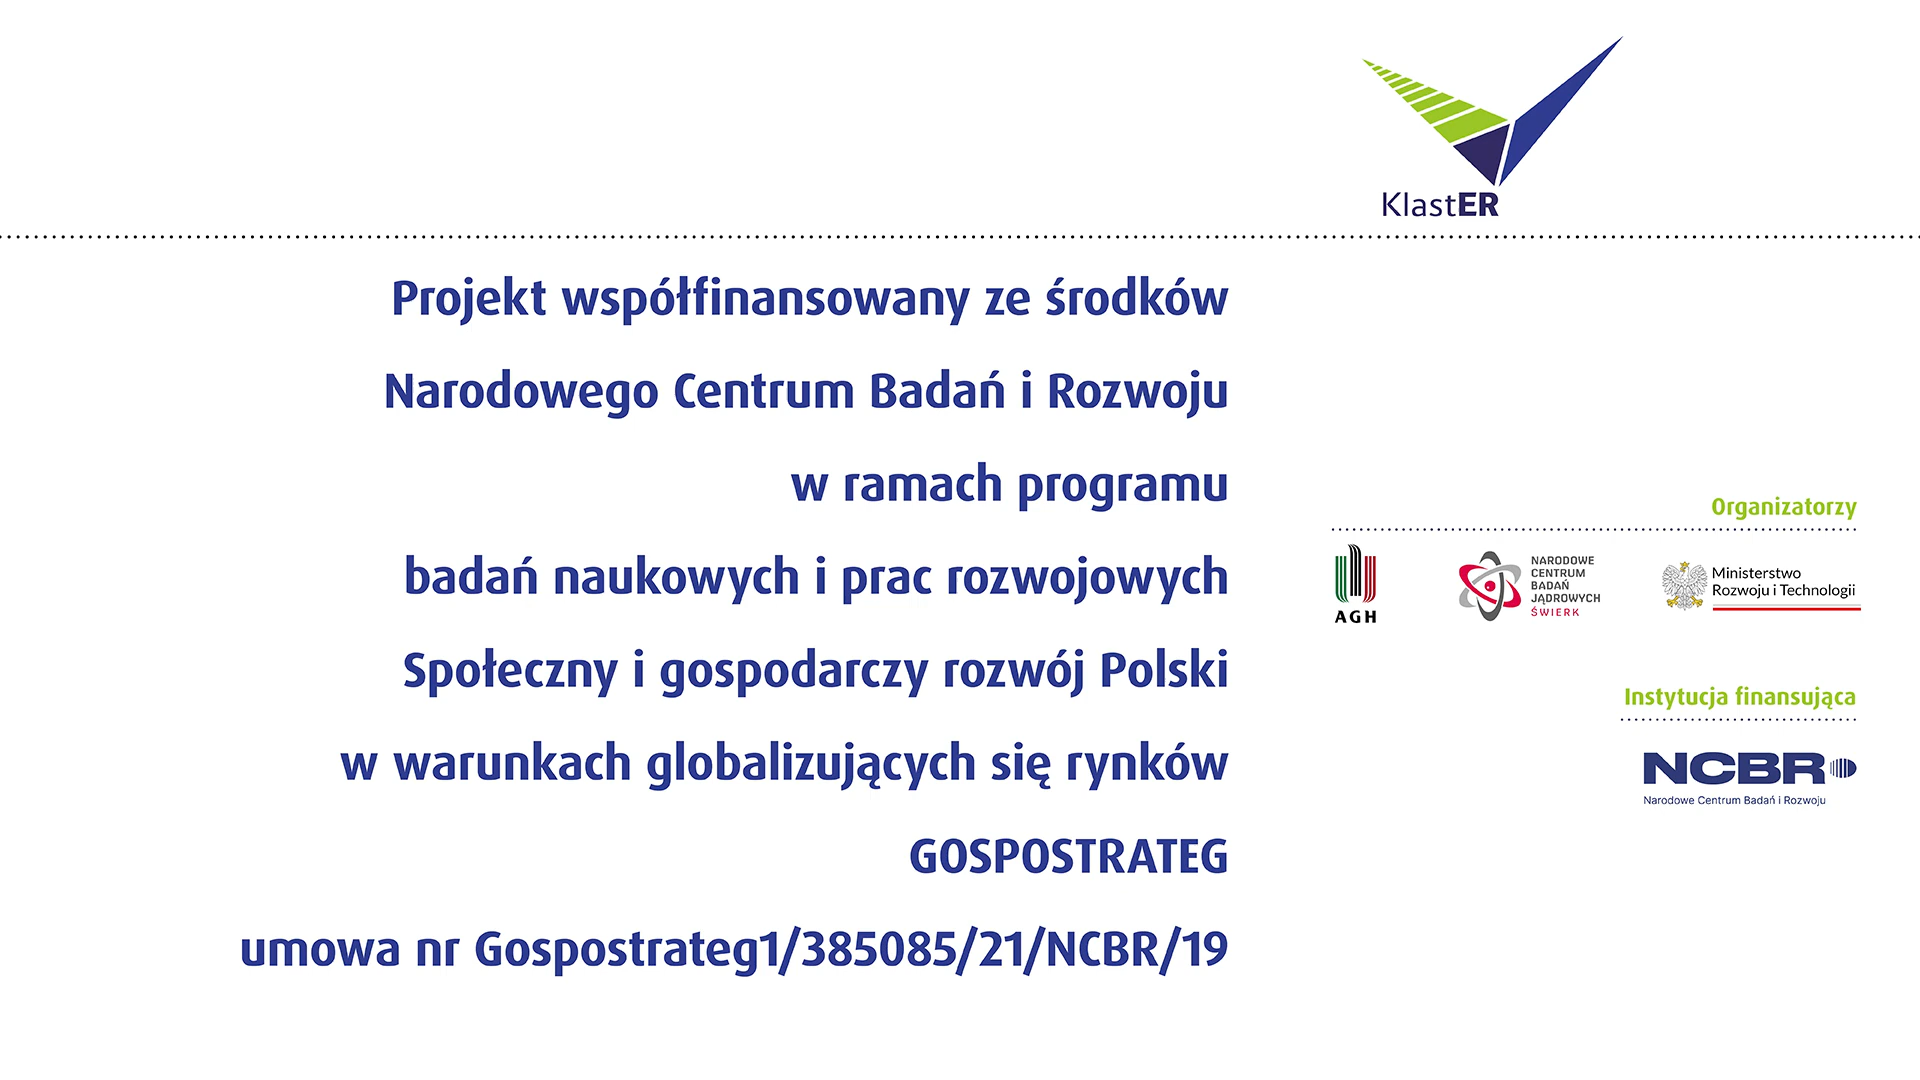 KlastER
Projekt współfinansowany ze środków
Narodowego Centrum Badań i Rozwoju
w ramach programu
badań naukowych i prac rozwojowych
Społeczny i gospodarczy rozwój Polski
w warunkach globalizujących się rynków
GOSPOSTRATEG
umowa nr Gospostrateg1/385085/21/NCBR/19
Organizatorzy
AGH
NARODOWE
CENTRUM
BADAŃ
JĄDROWYCH
ŚWIERK
Ministerstwo
Rozwoju i Technologii
Instytucja finansująca
NCBR
Narodowe Centrum Badań i Rozwoju